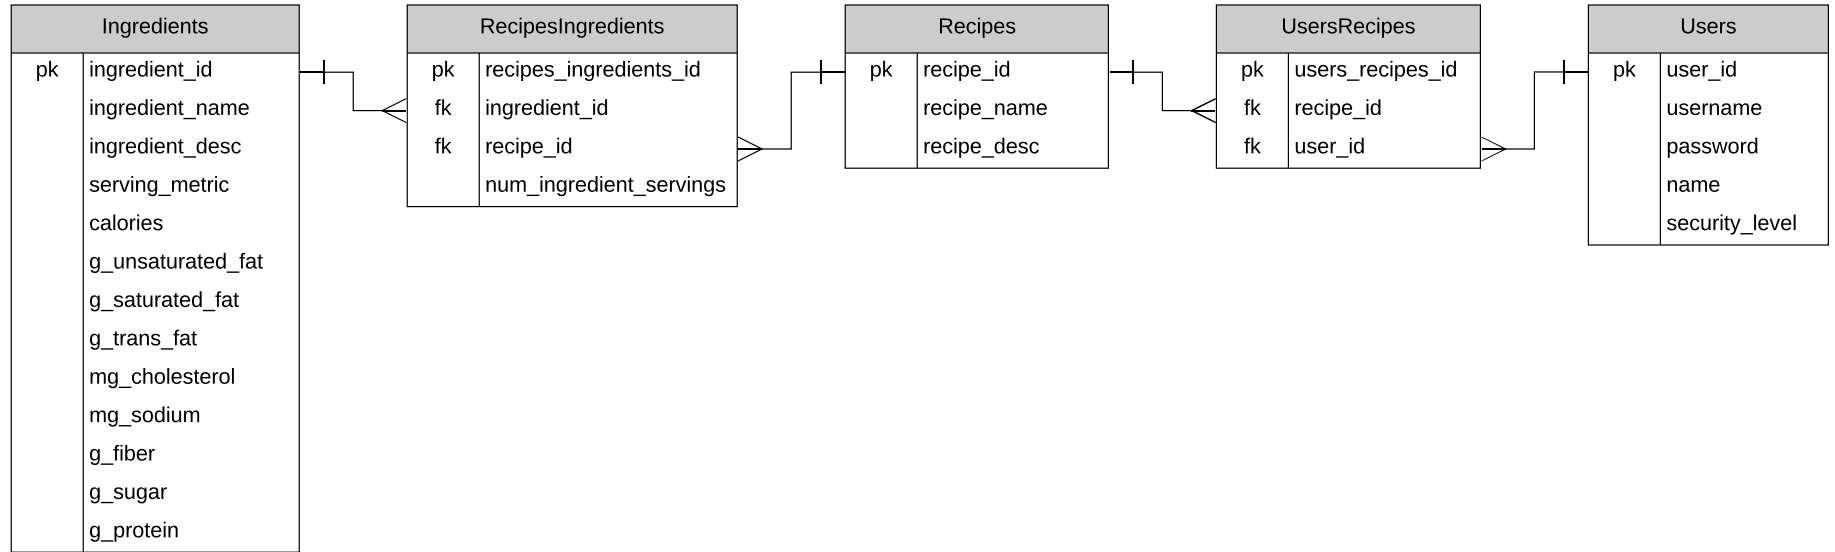 Ingredients
pk ingredient_id
ingredient_name
ingredient_desc
serving_metric
calories
g_unsaturated_fat
g_saturated_fat
g_trans_fat
mg_cholesterol
mg_sodium
g_fiber
g_sugar
g_protein
RecipesIngredients
pk recipes_ingredients_id
fk ingredient_id
fk recipe_id
num_ingredient_servings
Recipes
pk recipe_id
recipe_name
recipe_desc
UsersRecipes
pk users_recipes_id
fk recipe_id
fk user_id
Users
pk user_id
username
password
name
security_level